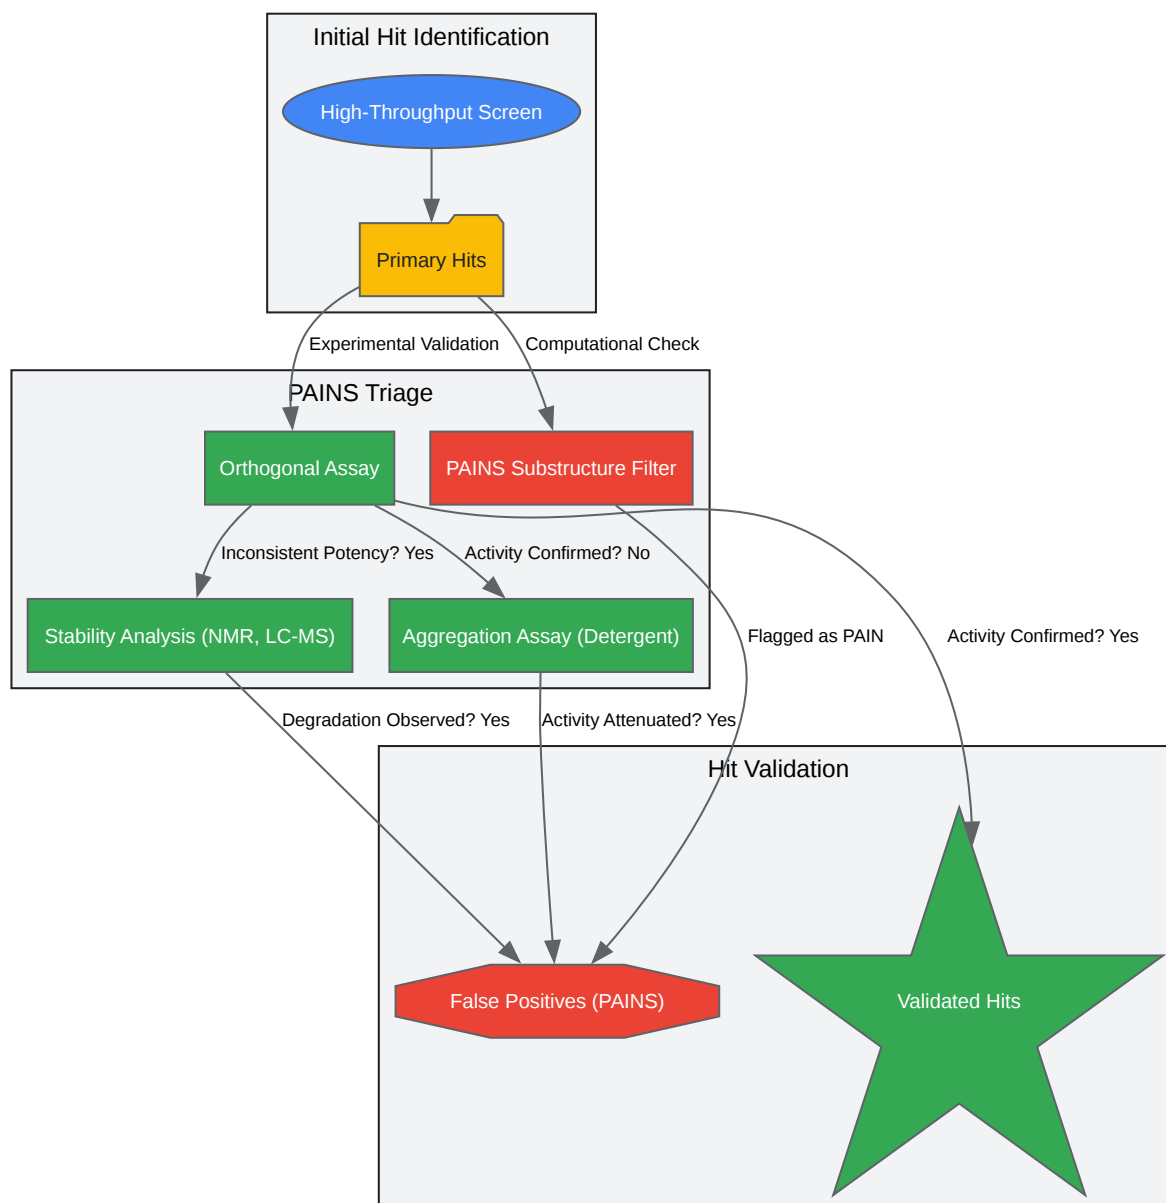 Initial Hit Identification
High-Throughput Screen
Primary Hits
Experimental Validation
Computational Check
PAINS Triage
Orthogonal Assay
PAINS Substructure Filter
Inconsistent Potency? Yes
Activity Confirmed? No
Stability Analysis (NMR, LC-MS)
Aggregation Assay (Detergent)
Flagged as PAIN
Activity Confirmed? Yes
Degradation Observed? Yes
Activity Attenuated? Yes
Hit Validation
False Positives (PAINS)
Validated Hits